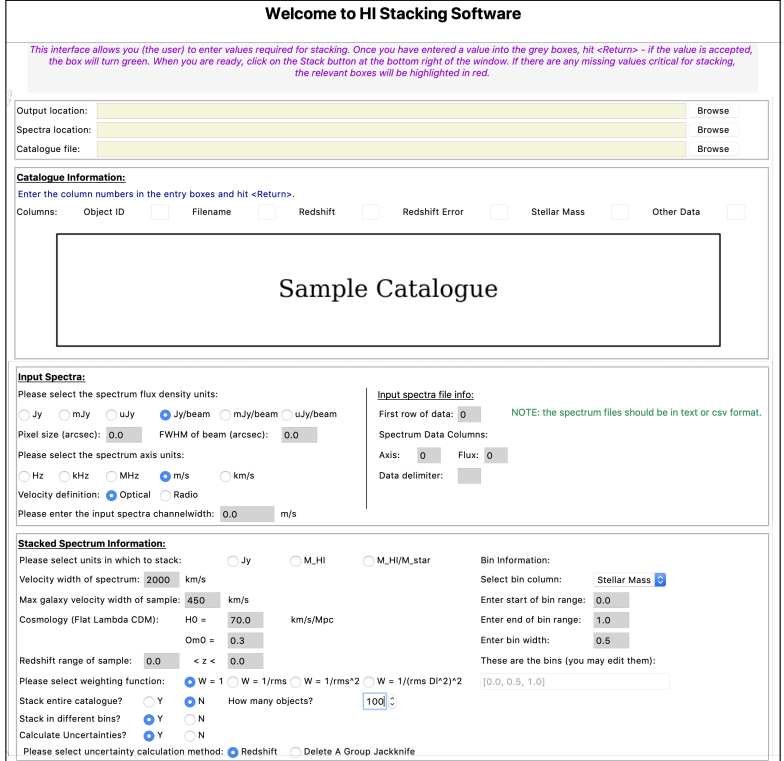 Welcome to HI Stacking Software
This interface allows you (the user) to enter values required for stacking. Once you have entered a value into the grey boxes, hit <Return> - if the value is accepted,
the box will turn green. When you are ready, click on the Stack button at the bottom right of the window. If there are any missing values critical for stacking,
the relevant boxes will be highlighted in red.
Output location: Browse
Spectra location: Browse
Catalogue file: Browse
Catalogue Information:
Enter the column numbers in the entry boxes and hit <Return>.
Columns: Object ID Filename Redshift Redshift Error Stellar Mass Other Data
Sample Catalogue
Input Spectra:
Please select the spectrum flux density units:
Jy mJy uJy Jy/beam mJy/beam uJy/beam
Pixel size (arcsec): 0.0 FWHM of beam (arcsec): 0.0
Please select the spectrum axis units:
Hz kHz MHz m/s km/s
Velocity definition: Optical Radio
Please enter the input spectra channelwidth: 0.0 m/s
Input spectra file info:
First row of data: 0 NOTE: the spectrum files should be in text or csv format.
Spectrum Data Columns:
Axis: 0 Flux: 0
Data delimiter:
Stacked Spectrum Information:
Please select units in which to stack: Jy M_HI M_HI/M_star
Velocity width of spectrum: 2000 km/s
Max galaxy velocity width of sample: 450 km/s
Cosmology (Flat Lambda CDM): H0 = 70.0 km/s/Mpc
Om0 = 0.3
Redshift range of sample: 0.0 < z < 0.0
Please select weighting function: W = 1 W = 1/rms W = 1/rms^2 W = 1/(rms Dl^2)^2
Stack entire catalogue? Y N How many objects? 100
Stack in different bins? Y N
Calculate Uncertainties? Y N
Please select uncertainty calculation method: Redshift Delete A Group Jackknife
Bin Information:
Select bin column: Stellar Mass
Enter start of bin range: 0.0
Enter end of bin range: 1.0
Enter bin width: 0.5
These are the bins (you may edit them):
[0.0, 0.5, 1.0]